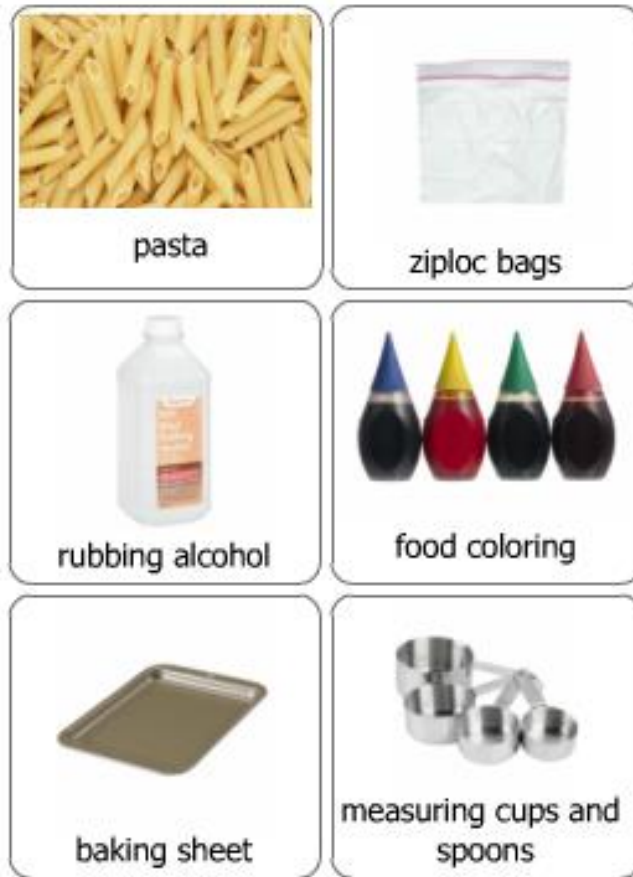 pasta
ziploc bags
rubbing alcohol
food coloring
baking sheet
measuring cups and
spoons